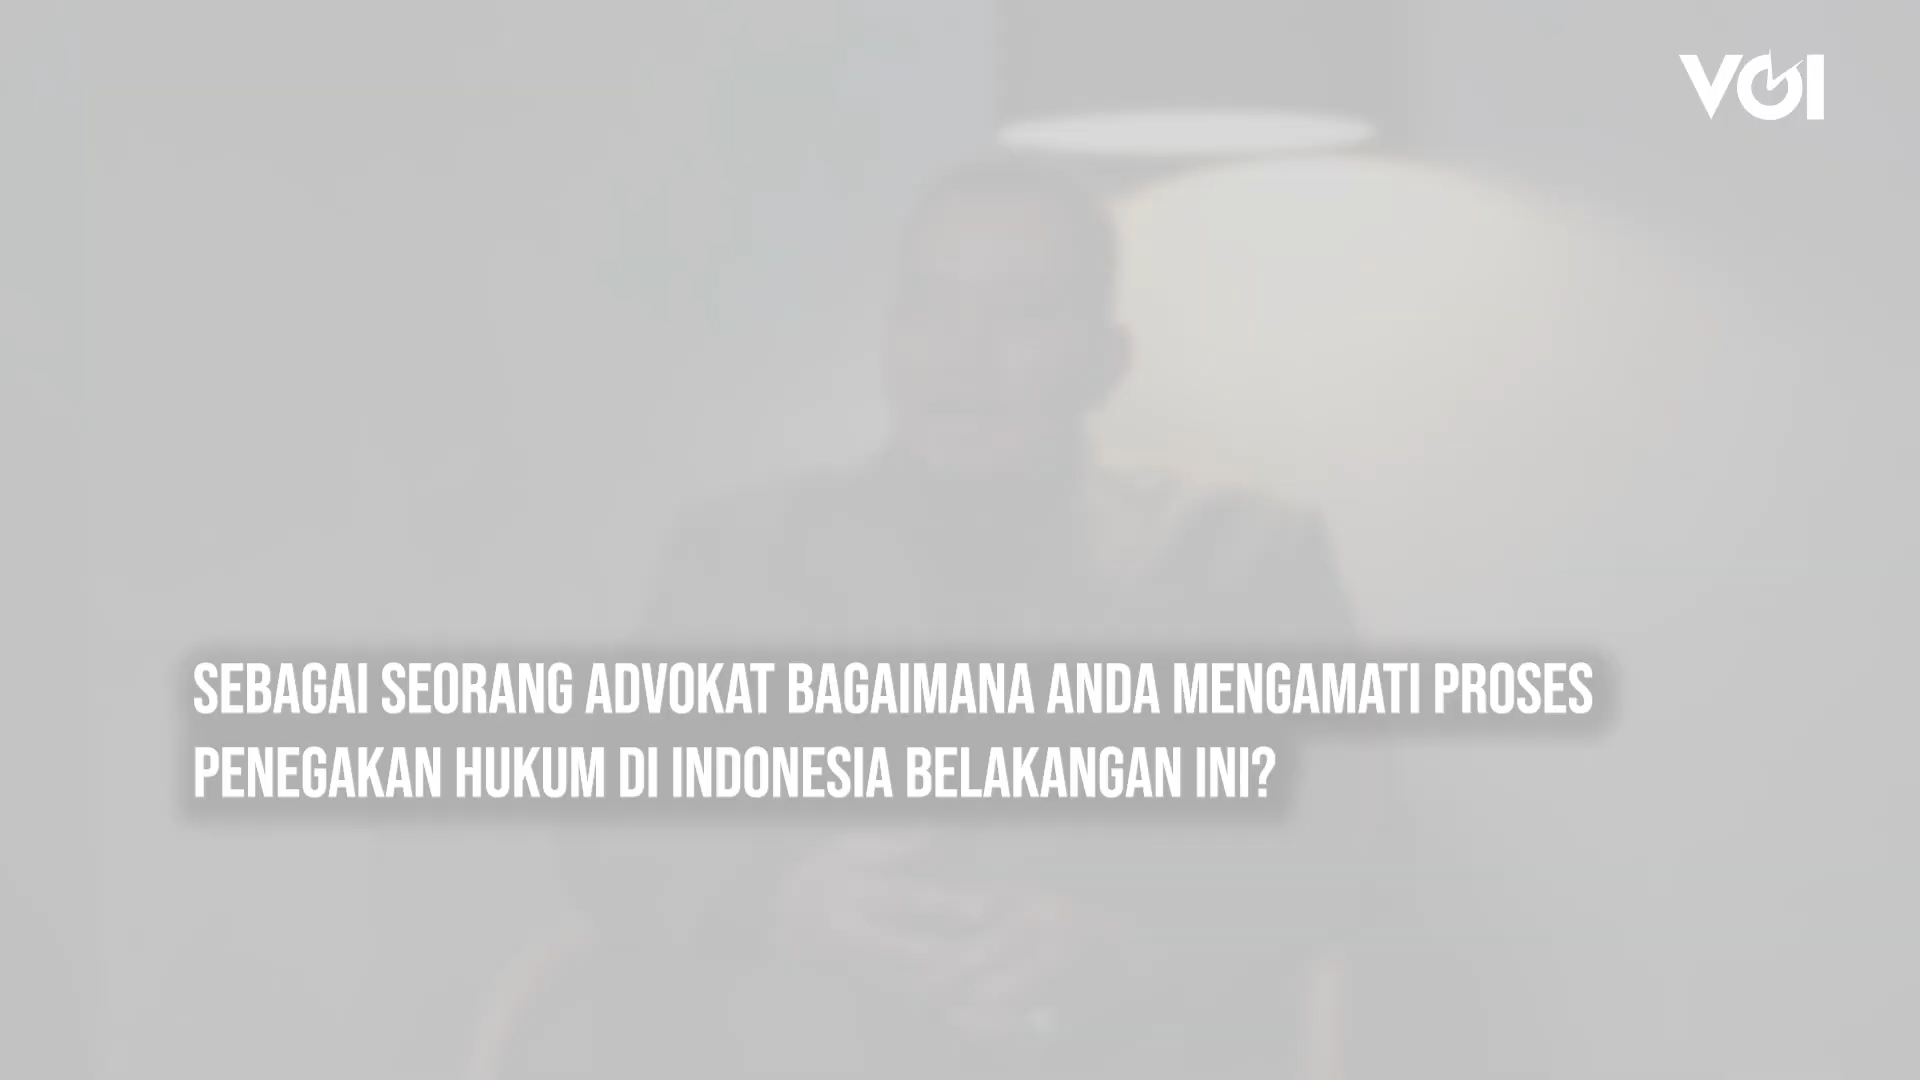 VOI
SEBAGAI SEORANG ADVOKAT BAGAIMANA ANDA MENGAMATI PROSES
PENEGAKAN HUKUM DI INDONESIA BELAKANGAN INI?